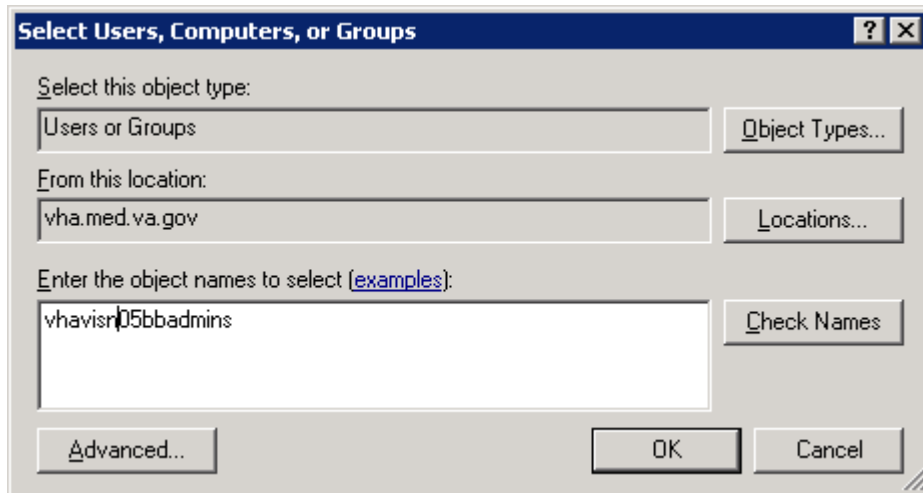 Select Users, Computers, or Groups
Select this object type:
Users or Groups
Object Types...
From this location:
vha.med.va.gov
Locations...
Enter the object names to select (examples):
vhavisn05bbadmins
Check Names
Advanced...
OK
Cancel